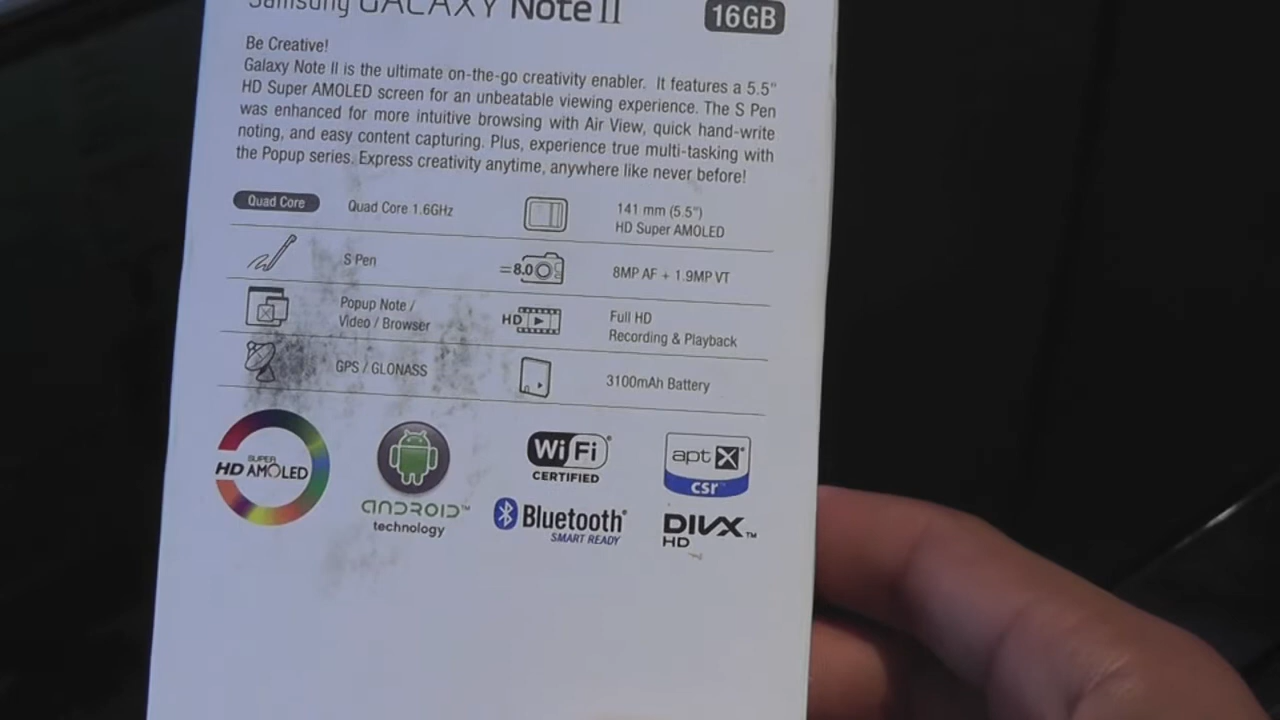 Samsung GALAXY Note II
16GB
Be Creative!
Galaxy Note II is the ultimate on-the-go creativity enabler. It features a 5.5"
HD Super AMOLED screen for an unbeatable viewing experience. The S Pen
was enhanced for more intuitive browsing with Air View, quick hand-write
noting, and easy content capturing. Plus, experience true multi-tasking with
the Popup series. Express creativity anytime, anywhere like never before!
Quad Core
Quad Core 1.6GHz
141 mm (5.5")
HD Super AMOLED
S Pen
=8.0
8MP AF + 1.9MP VT
Popup Note /
Video / Browser
HD
Full HD
Recording & Playback
GPS / GLONASS
3100mAh Battery
SUPER
HD AMOLED
ANDROID™
technology
Wi Fi®
CERTIFIED
Bluetooth®
SMART READY
apt X®
csr™
DIVX™
HD